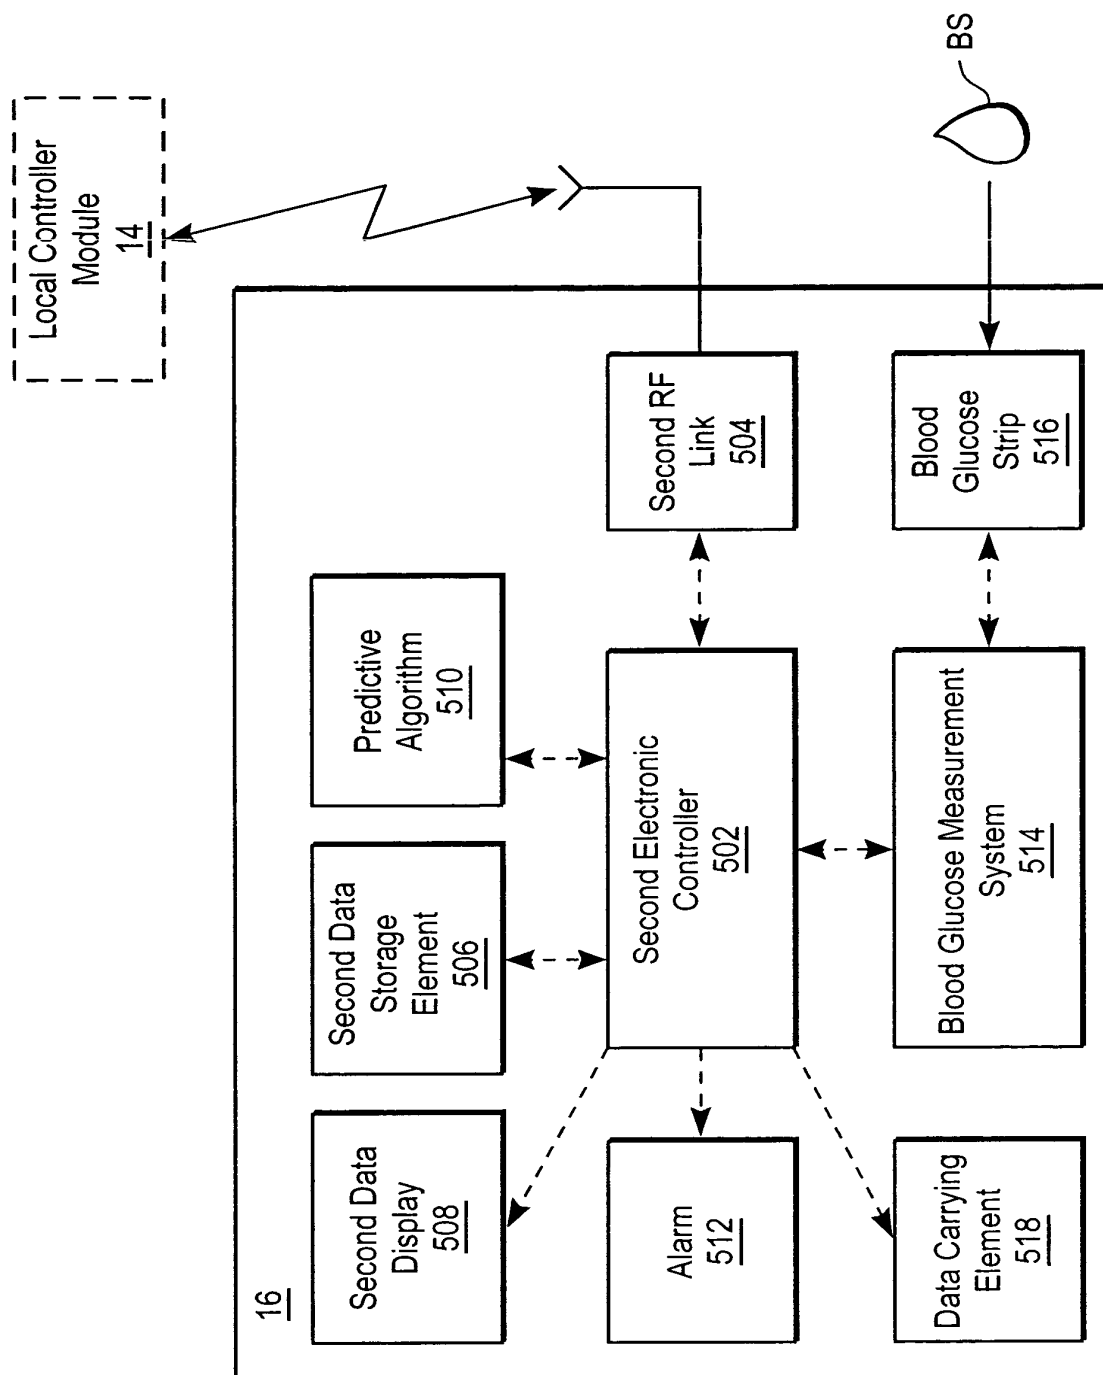 Local Controller
Module
14
16
Second Data
Display
508
Second Data
Storage
Element
506
Predictive
Algorithm
510
Alarm
512
Second Electronic
Controller
502
Second RF
Link
504
Data Carrying
Element
518
Blood Glucose Measurement
System
514
Blood
Glucose
Strip
516
BS